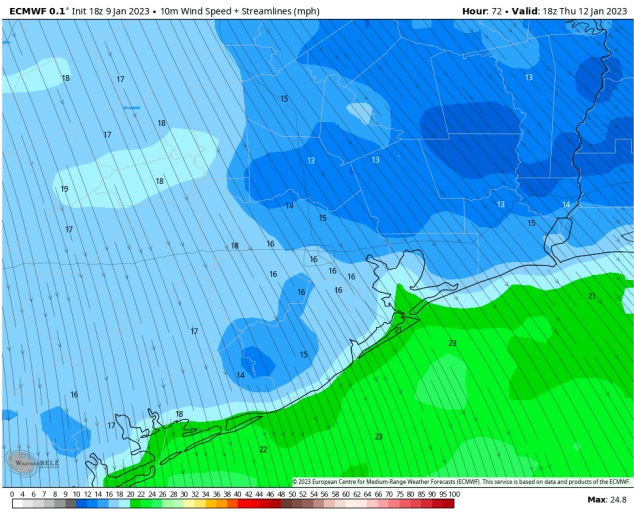 ECMWF 0.1° Init 18z 9 Jan 2023 • 10m Wind Speed + Streamlines (mph)
Hour: 72 • Valid: 18z Thu 12 Jan 2023
18 17 13
15
18
17
13 13
19 18
14 13 14
15 15
17
18 16
16
16 16 16
16 16
21
17 21
23
15
14
16
18
17
23
22
WEATHERBELL
© 2023 European Centre for Medium-Range Weather Forecasts (ECMWF). This service is based on data and products of the ECMWF.
0 4 6 7 8 9 10 12 14 16 18 20 22 24 26 28 30 32 34 36 38 40 42 44 46 48 50 52 54 56 58 60 62 64 66 70 75 80 85 90 95 100
Max: 24.8